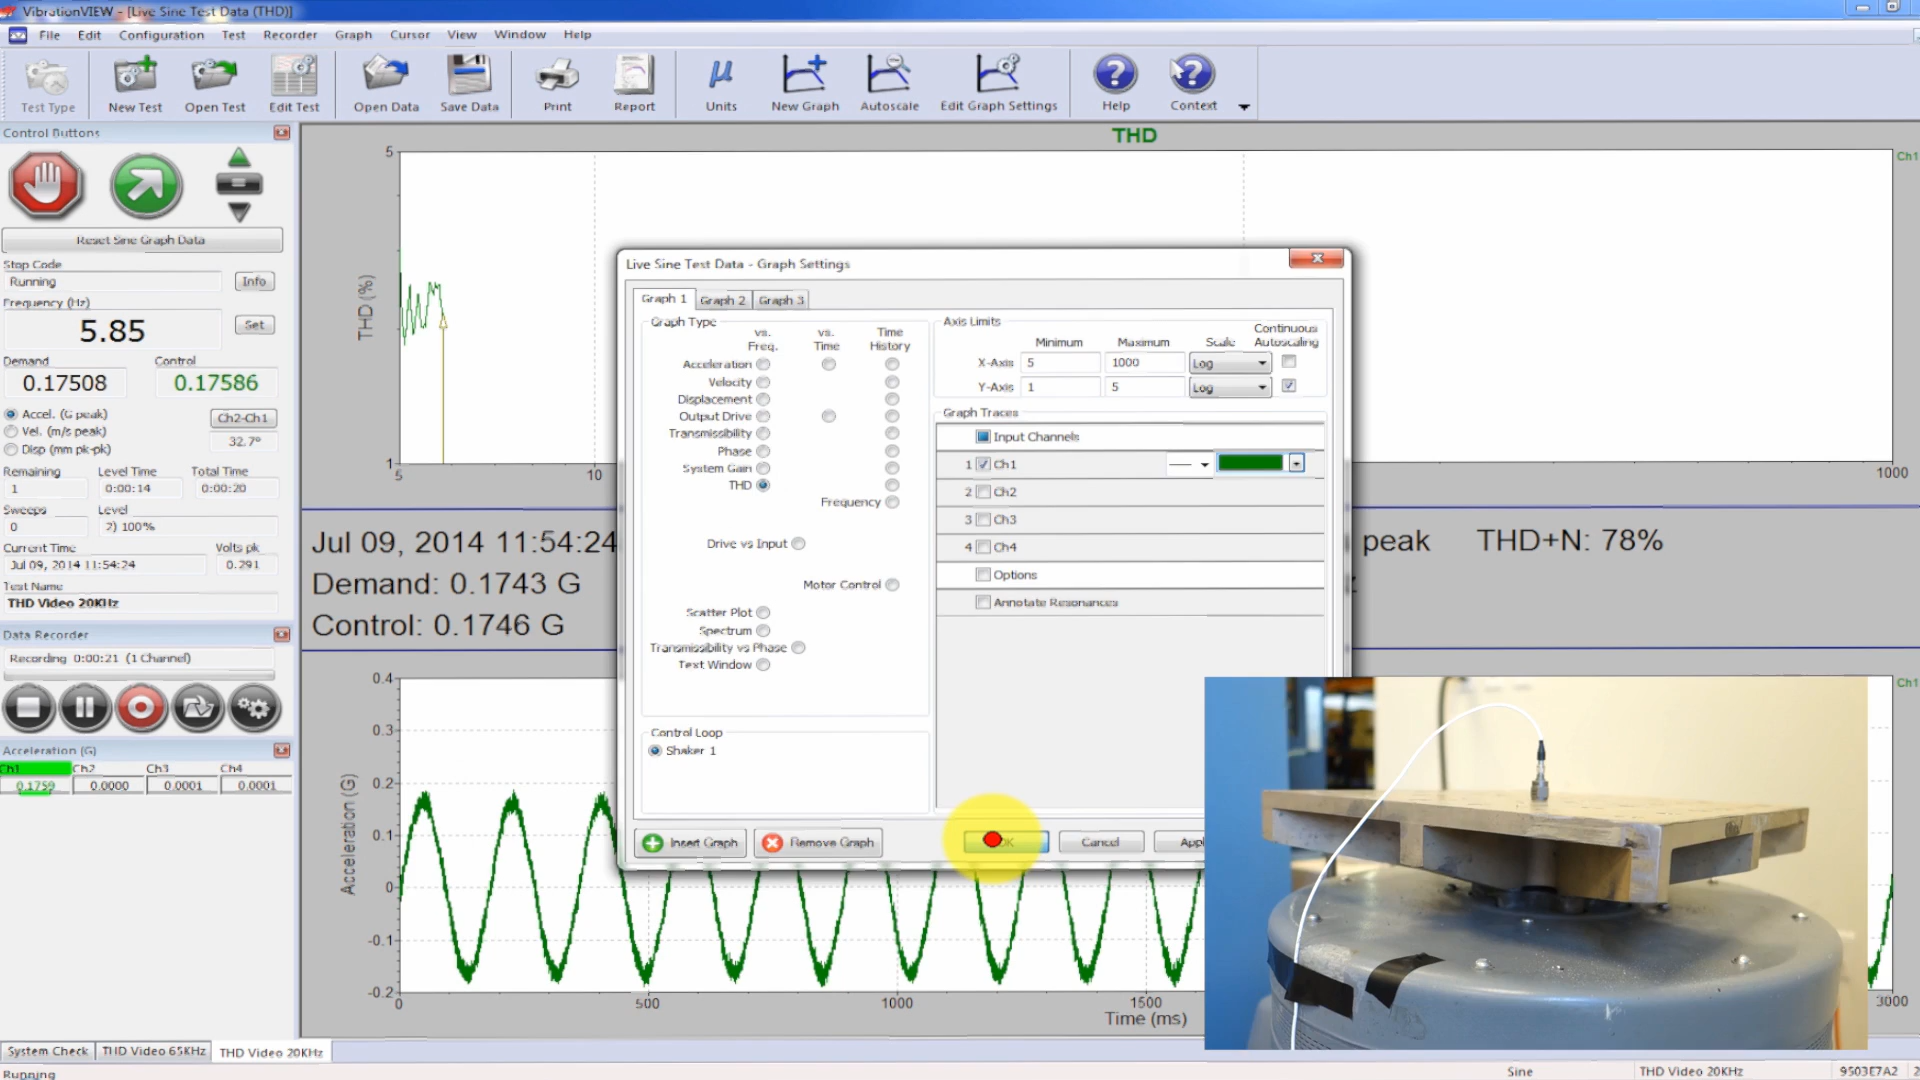 VibrationVIEW - [Live Sine Test Data (THD)]
File Edit Configuration Test Recorder Graph Cursor View Window Help
Test Type New Test Open Test Edit Test Open Data Save Data Print Report Units New Graph Autoscale Edit Graph Settings Help Context
Control Buttons
Reset Sine Graph Data
Stop Code
Running Info
Frequency (Hz)
5.85 Set
Demand Control
0.17508 0.17586
Accel. (G peak) Ch2-Ch1
Vel. (m/s peak) 32.7°
Disp (mm pk-pk)
Remaining Level Time Total Time
1 0:00:14 0:00:20
Sweeps Level
0 2) 100%
Current Time Volts pk
Jul 09, 2014 11:54:24 0.291
Test Name
THD Video 20KHz
Data Recorder
Recording 0:00:21 (1 Channel)
Acceleration (G)
Ch1 Ch2 Ch3 Ch4
0.1759 0.0000 0.0001 0.0001
THD
Ch1
THD (%)
5
1
5 10 1000
Jul 09, 2014 11:54:24 peak THD+N: 78%
Demand: 0.1743 G
Control: 0.1746 G
Live Sine Test Data - Graph Settings
Graph 1 Graph 2 Graph 3
Graph Type
vs. Freq. vs. Time Time History
Acceleration
Velocity
Displacement
Output Drive
Transmissibility
Phase
System Gain
THD
Frequency
Drive vs Input
Motor Control
Scatter Plot
Spectrum
Transmissibility vs Phase
Text Window
Control Loop
Shaker 1
Axis Limits
Minimum Maximum Scale Continuous Autoscaling
X-Axis 5 1000 Log
Y-Axis 1 5 Log
Graph Traces
Input Channels
1 Ch1
2 Ch2
3 Ch3
4 Ch4
Options
Annotate Resonances
Insert Graph Remove Graph Cancel
Ch1
Acceleration (G)
0.4
0.3
0.2
0.1
0
-0.1
-0.2
0 500 1000 1500 3000
Time (ms)
System Check THD Video 65KHz THD Video 20KHz
Running Sine THD Video 20KHz 9503E7A2